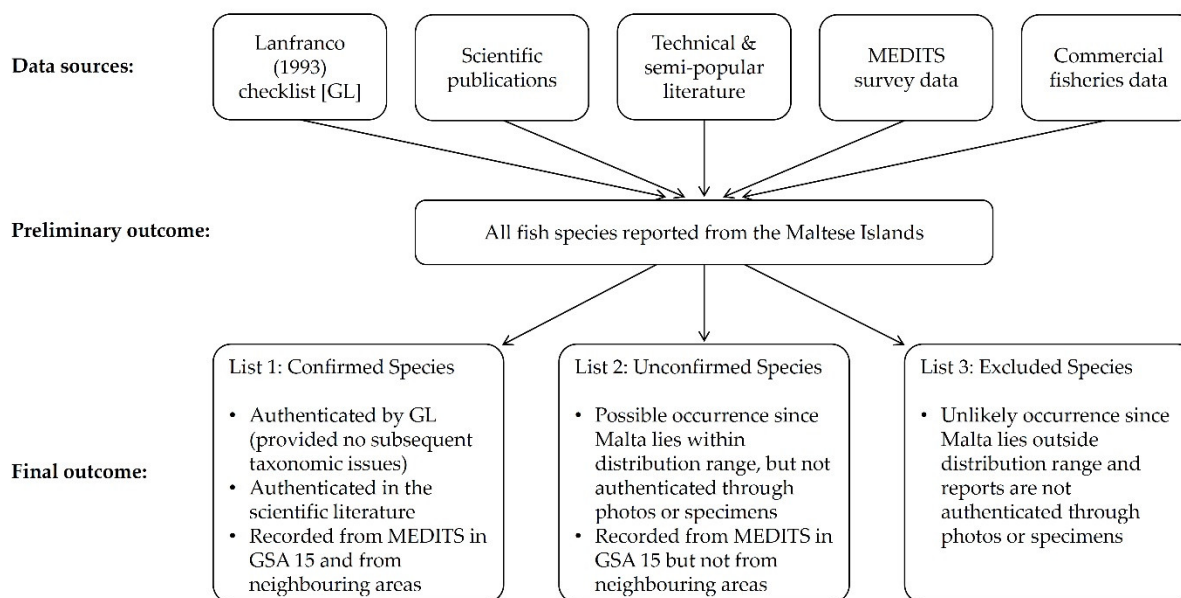 Data sources:
Lanfranco
(1993)
checklist [GL]
Scientific
publications
Technical &
semi-popular
literature
MEDITS
survey data
Commercial
fisheries data
Preliminary outcome:
All fish species reported from the Maltese Islands
Final outcome:
List 1: Confirmed Species
• Authenticated by GL
(provided no subsequent
taxonomic issues)
• Authenticated in the
scientific literature
• Recorded from MEDITS in
GSA 15 and from
neighbouring areas
List 2: Unconfirmed Species
• Possible occurrence since
Malta lies within
distribution range, but not
authenticated through
photos or specimens
• Recorded from MEDITS in
GSA 15 but not from
neighbouring areas
List 3: Excluded Species
• Unlikely occurrence since
Malta lies outside
distribution range and
reports are not
authenticated through
photos or specimens